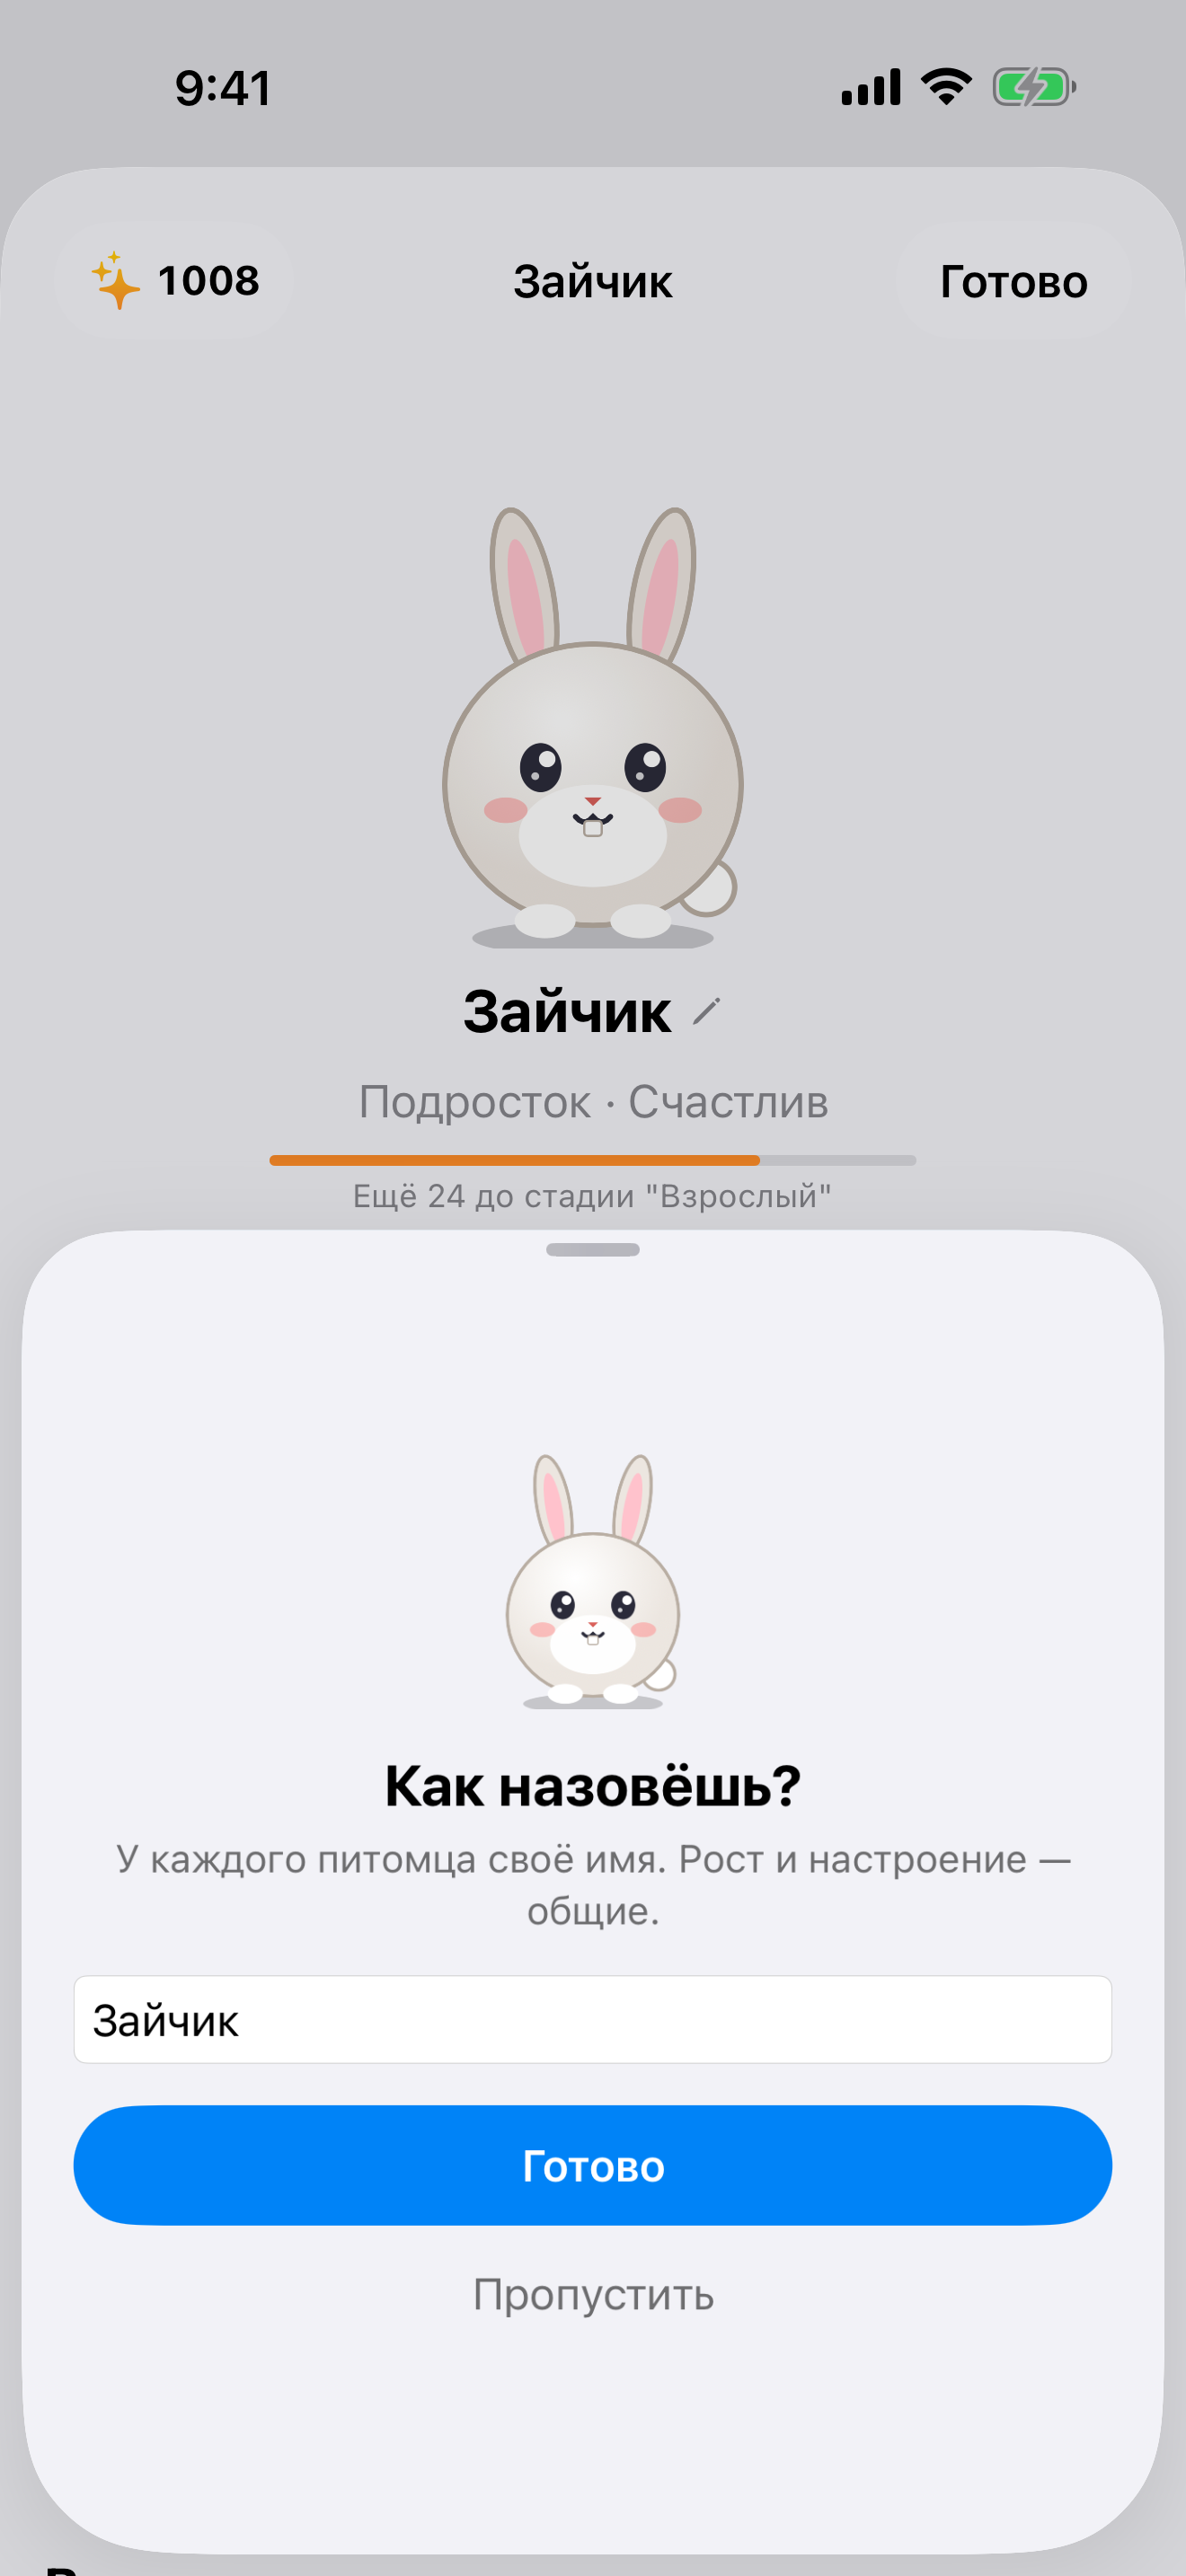 9:41
1008
Зайчик
Готово
Зайчик
Подросток · Счастлив
Ещё 24 до стадии "Взрослый"
Как назовёшь?
У каждого питомца своё имя. Рост и настроение —
общие.
Зайчик
Готово
Пропустить